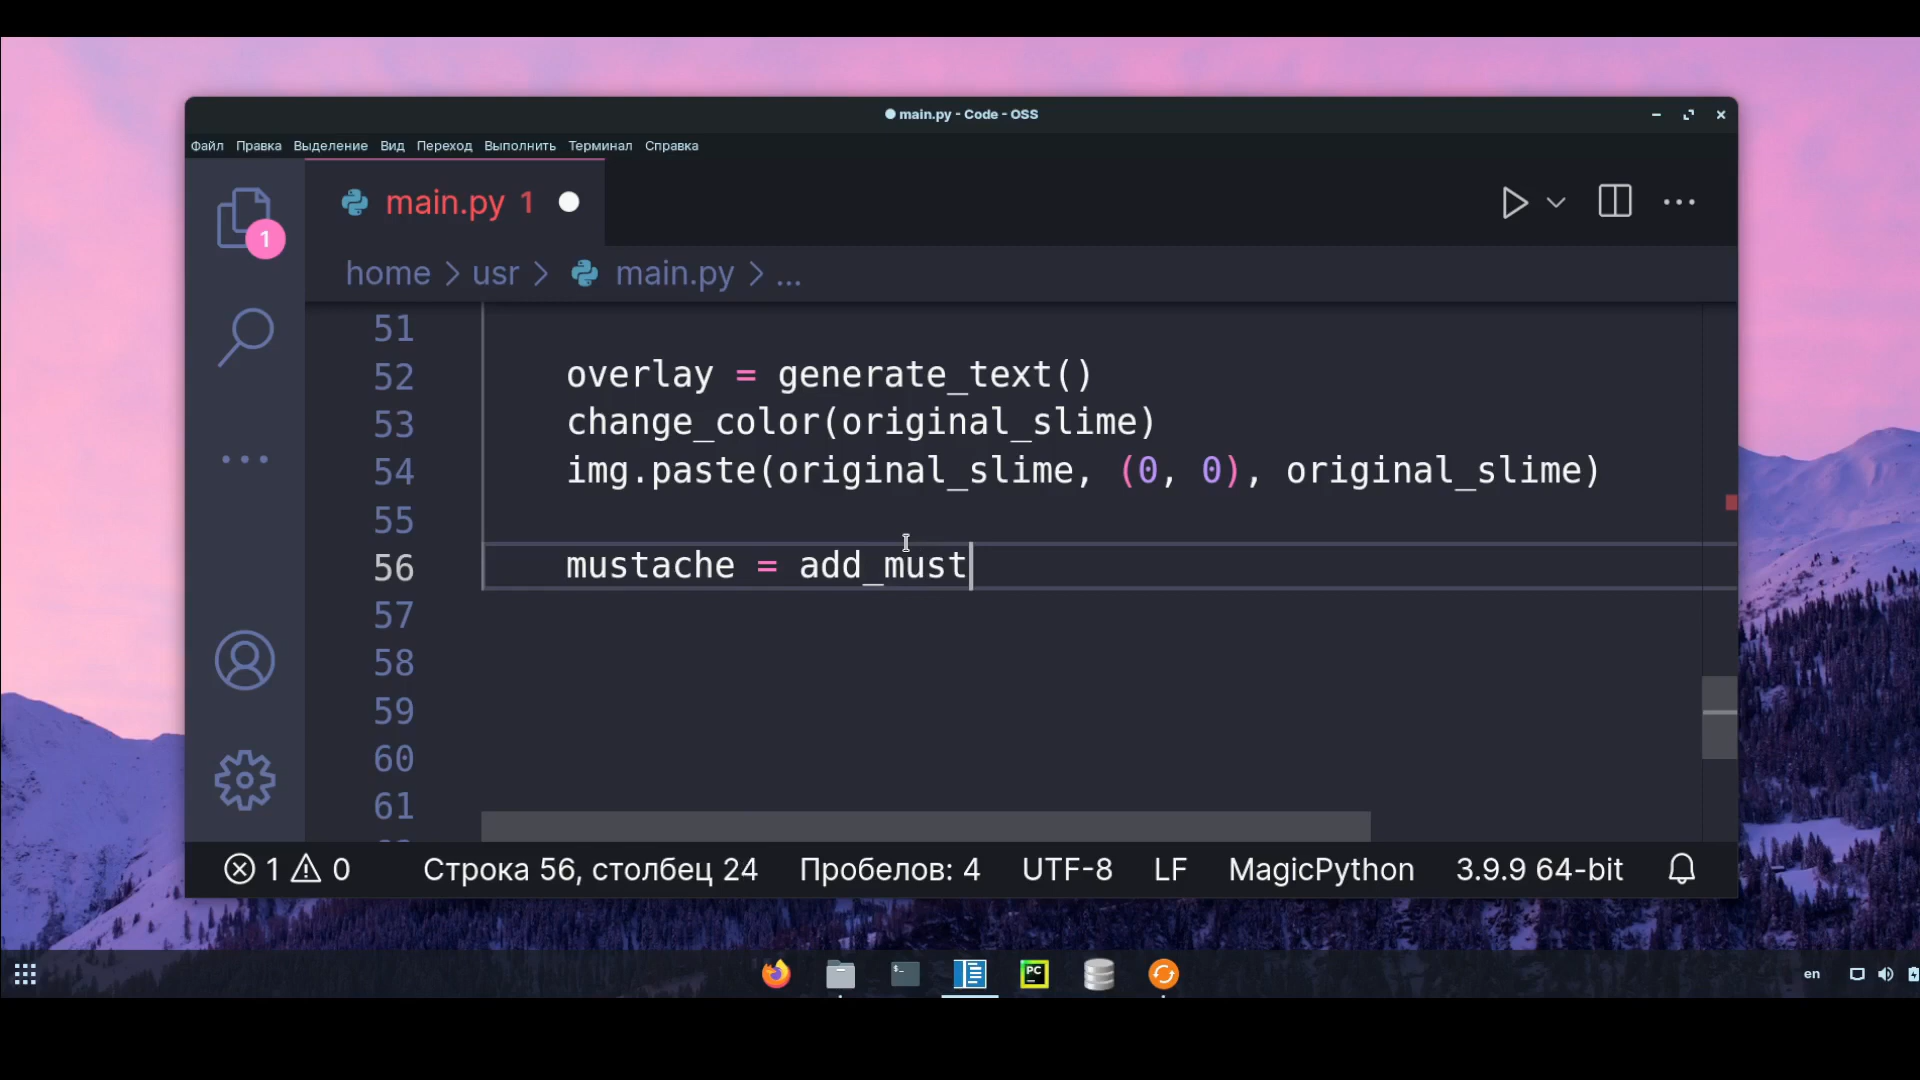 main.py - Code - OSS
Файл Правка Выделение Вид Переход Выполнить Терминал Справка
1
main.py 1
home > usr > main.py > ...
51
52 overlay = generate_text()
53 change_color(original_slime)
54 img.paste(original_slime, (0, 0), original_slime)
55
56 mustache = add_must
57
58
59
60
61
1 0 Строка 56, столбец 24 Пробелов: 4 UTF-8 LF MagicPython 3.9.9 64-bit
PC
en